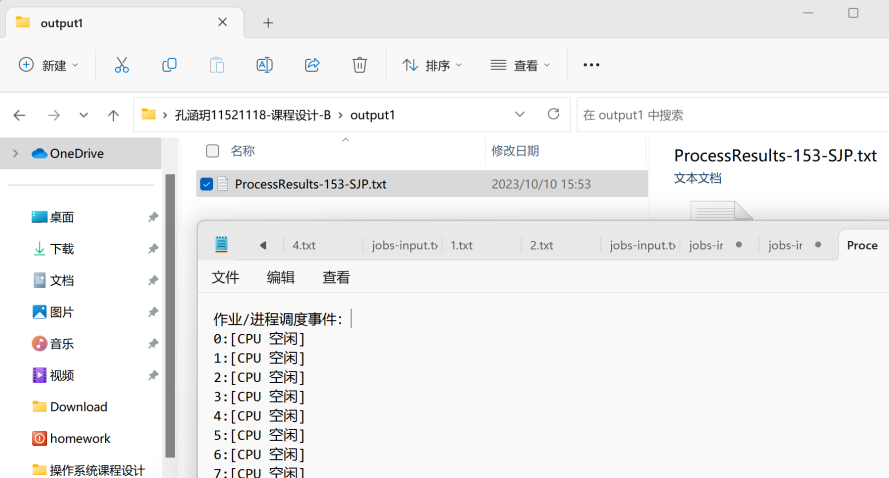 output1
新建
排序
查看
孔涵玥11521118-课程设计-B
output1
在 output1 中搜索
OneDrive
桌面
下载
文档
图片
音乐
视频
Download
homework
操作系统课程设计
名称
修改日期
ProcessResults-153-SJP.txt
2023/10/10 15:53
ProcessResults-153-SJP.txt
文本文档
4.txt
jobs-input.tx
1.txt
2.txt
jobs-input.tx
jobs-ir
jobs-ir
Proce
文件 编辑 查看
作业/进程调度事件：
0:[CPU 空闲]
1:[CPU 空闲]
2:[CPU 空闲]
3:[CPU 空闲]
4:[CPU 空闲]
5:[CPU 空闲]
6:[CPU 空闲]
7:[CPU 空闲]